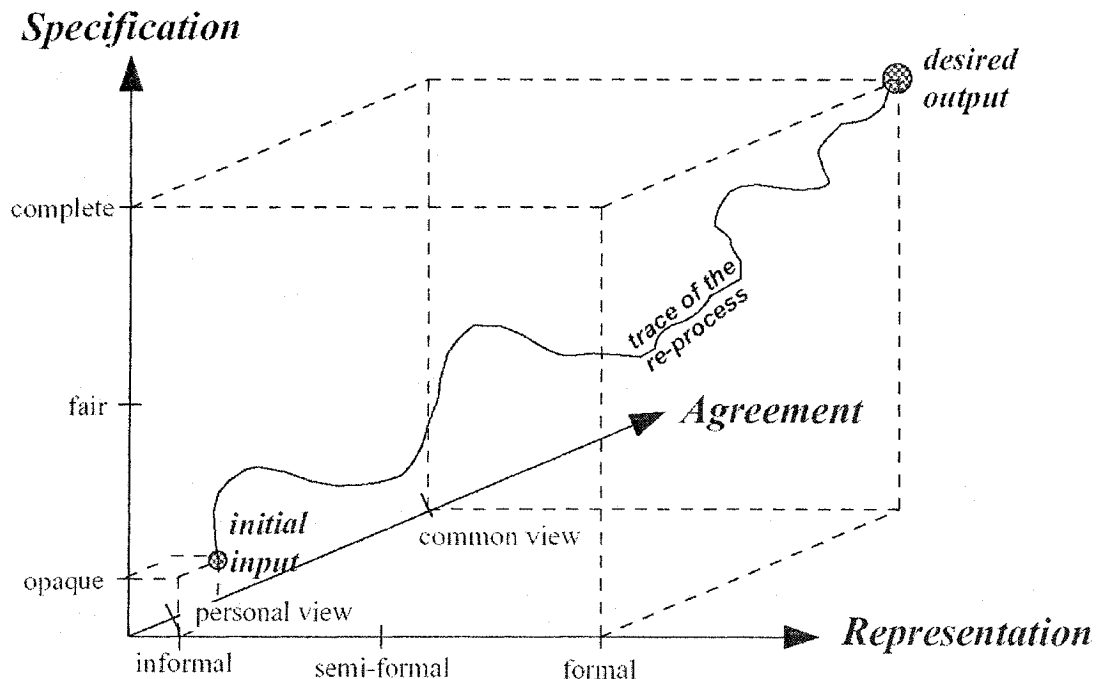 Specification
desired
output
complete
trace of the
re-process
fair
Agreement
initial
input
common view
opaque
personal view
Representation
informal
semi-formal
formal